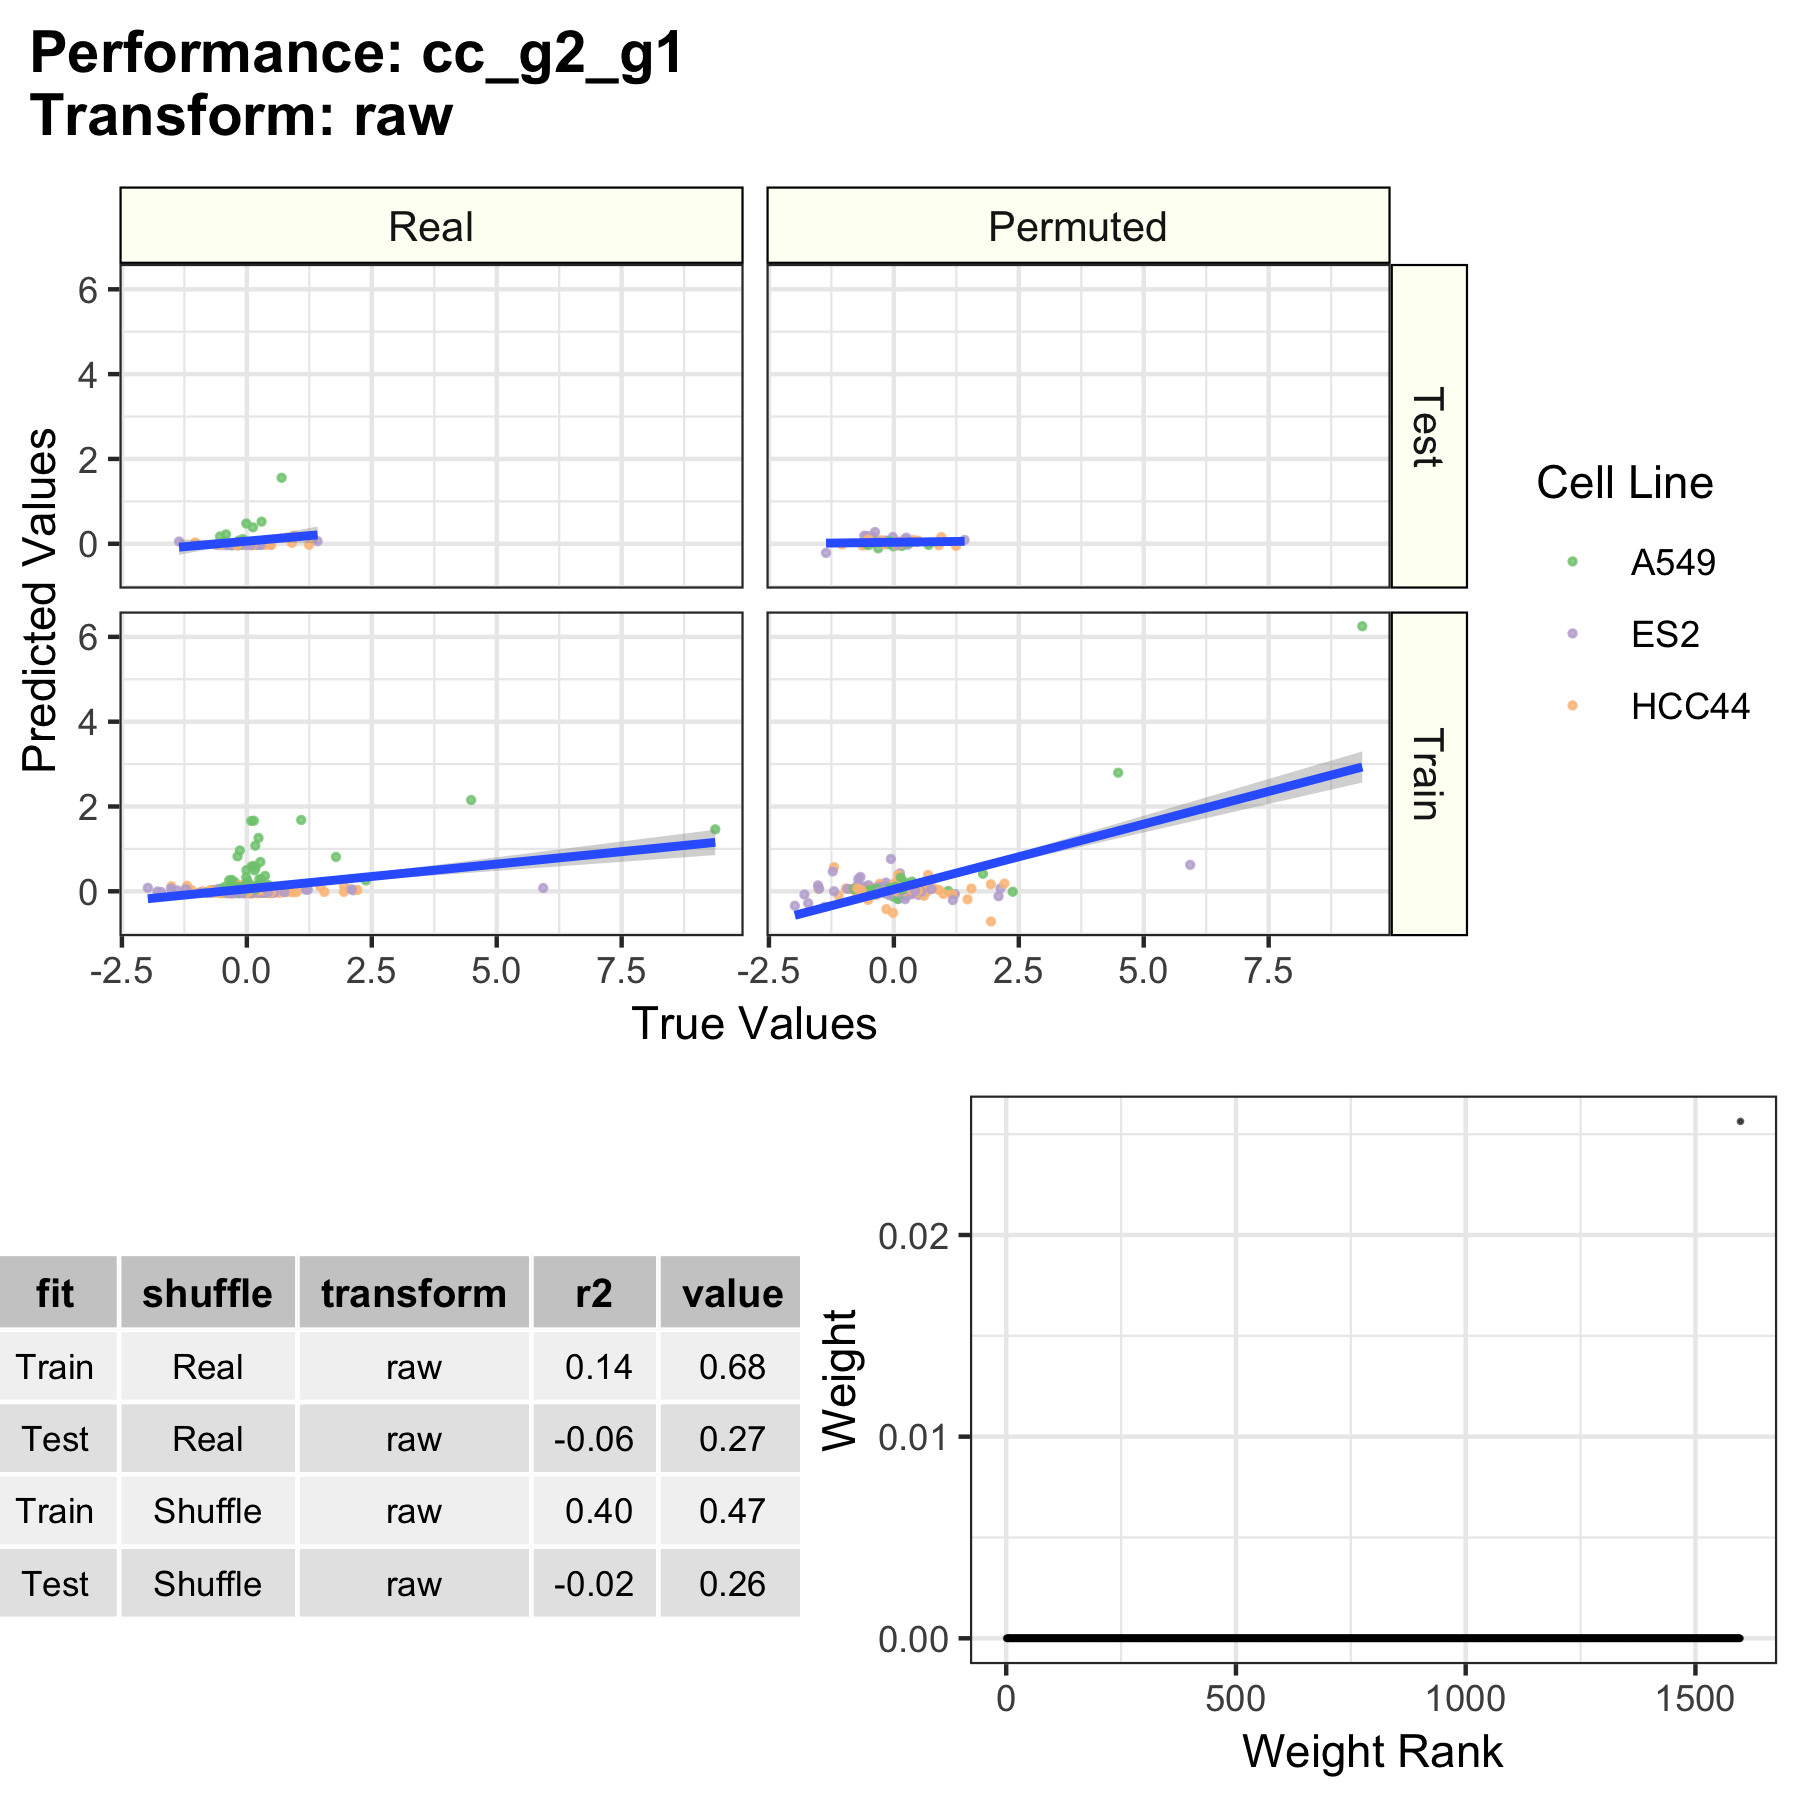 Performance: cc_g2_g1
Transform: raw
Real
Permuted
6
4
2
0
Test
6
4
2
0
Train
-2.5 0.0 2.5 5.0 7.5
-2.5 0.0 2.5 5.0 7.5
Predicted Values
True Values
Cell Line
A549
ES2
HCC44
fit shuffle transform r2 value
Train Real raw 0.14 0.68
Test Real raw -0.06 0.27
Train Shuffle raw 0.40 0.47
Test Shuffle raw -0.02 0.26
Weight
0.02
0.01
0.00
0 500 1000 1500
Weight Rank